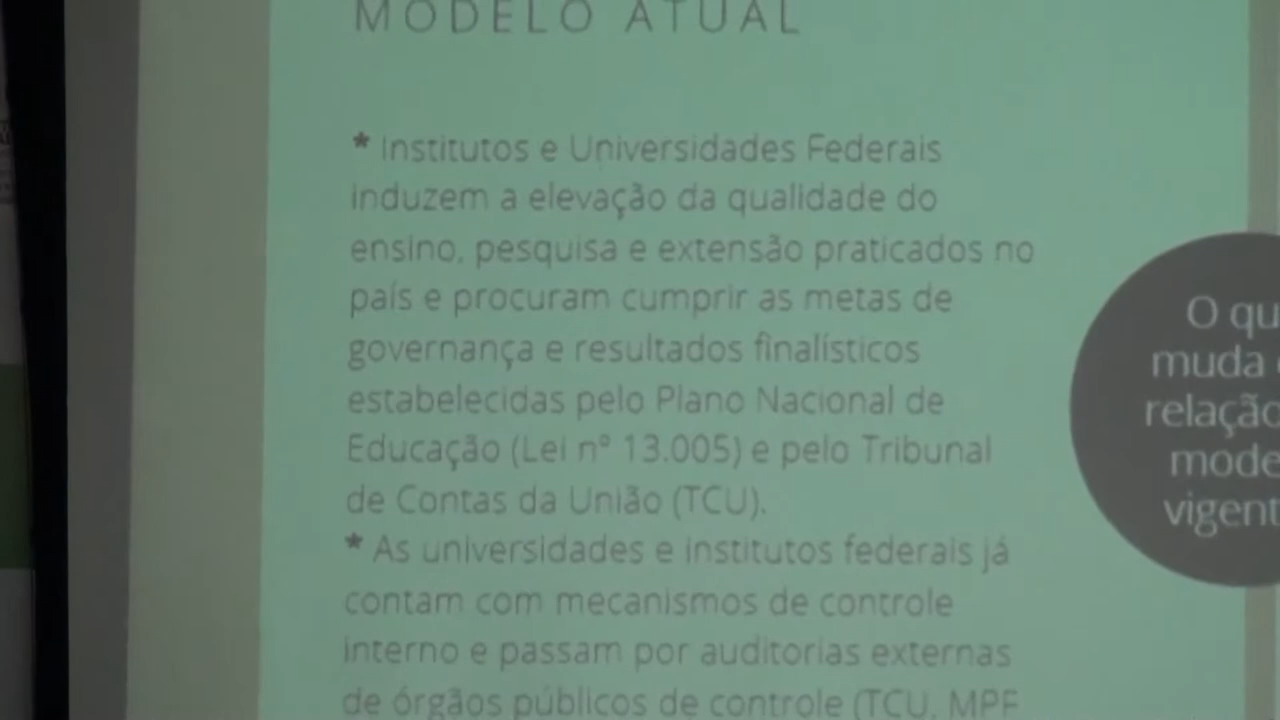 MODELO ATUAL
* Institutos e Universidades Federais
induzem a elevação da qualidade do
ensino, pesquisa e extensão praticados no
país e procuram cumprir as metas de
governança e resultados finalísticos
estabelecidas pelo Plano Nacional de
Educação (Lei nº 13.005) e pelo Tribunal
de Contas da União (TCU).
* As universidades e institutos federais já
contam com mecanismos de controle
interno e passam por auditorias externas
de órgãos públicos de controle (TCU, MPF
O qu
muda
relação
mode
vigent